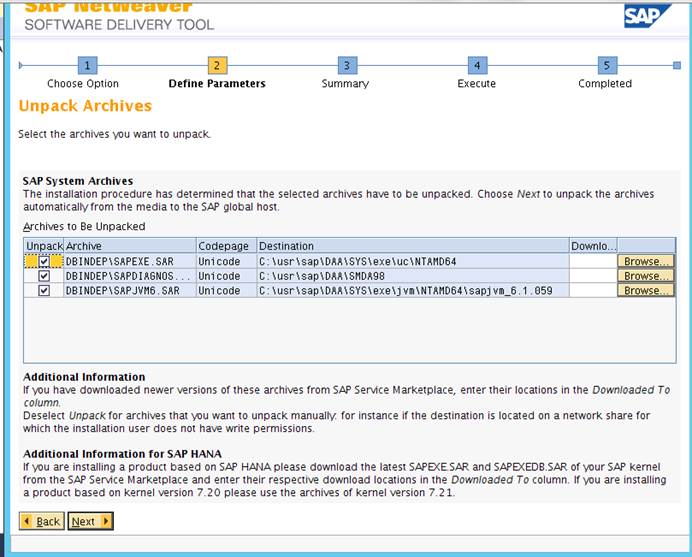 SAP NetWeaver
SOFTWARE DELIVERY TOOL
SAP
1 2 3 4 5
Choose Option Define Parameters Summary Execute Completed
Unpack Archives
Select the archives you want to unpack.
SAP System Archives
The installation procedure has determined that the selected archives have to be unpacked. Choose Next to unpack the archives
automatically from the media to the SAP global host.
Archives to Be Unpacked
Unpack Archive Codepage Destination Downlo...
DBINDEP\SAPEXE.SAR Unicode C:\usr\sap\DAA\SYS\exe\uc\NTAMD64 Browse...
DBINDEP\SAPDIAGNOS... Unicode C:\usr\sap\DAA\SMDA98 Browse...
DBINDEP\SAPJVM6.SAR Unicode C:\usr\sap\DAA\SYS\exe\jvm\NTAMD64\sapjvm_6.1.059 Browse...
Additional Information
If you have downloaded newer versions of these archives from SAP Service Marketplace, enter their locations in the Downloaded To
column.
Deselect Unpack for archives that you want to unpack manually: for instance if the destination is located on a network share for
which the installation user does not have write permissions.
Additional Information for SAP HANA
If you are installing a product based on SAP HANA please download the latest SAPEXE.SAR and SAPEXEDB.SAR of your SAP kernel
from the SAP Service Marketplace and enter their respective download locations in the Downloaded To column. If you are installing
a product based on kernel version 7.20 please use the archives of kernel version 7.21.
Back Next